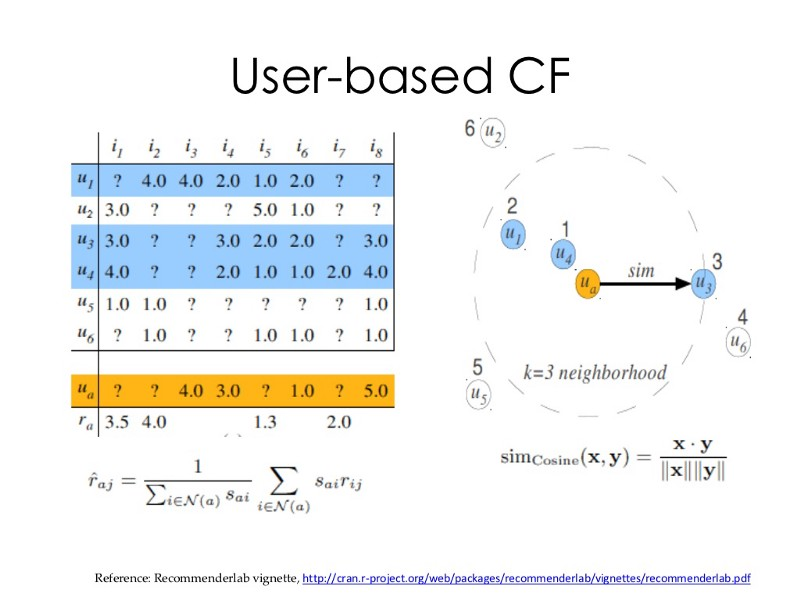 User-based CF
i1 i2 i3 i4 i5 i6 i7 i8
u1 ? 4.0 4.0 2.0 1.0 2.0 ? ?
u2 3.0 ? ? ? 5.0 1.0 ? ?
u3 3.0 ? ? 3.0 2.0 2.0 ? 3.0
u4 4.0 ? ? 2.0 1.0 1.0 2.0 4.0
u5 1.0 1.0 ? ? ? ? ? 1.0
u6 ? 1.0 ? ? 1.0 1.0 ? 1.0
ua ? ? 4.0 3.0 ? 1.0 ? 5.0
ra 3.5 4.0 1.3 2.0
r̂aj = 1 / ∑i∈N(a) sai ∑i∈N(a) sai rij
6 u2
2
u1
1
u4
ua
sim
3
u3
4
u6
5
u5
k=3 neighborhood
simCosine(x, y) = x · y / ‖x‖‖y‖
Reference: Recommenderlab vignette, http://cran.r-project.org/web/packages/recommenderlab/vignettes/recommenderlab.pdf